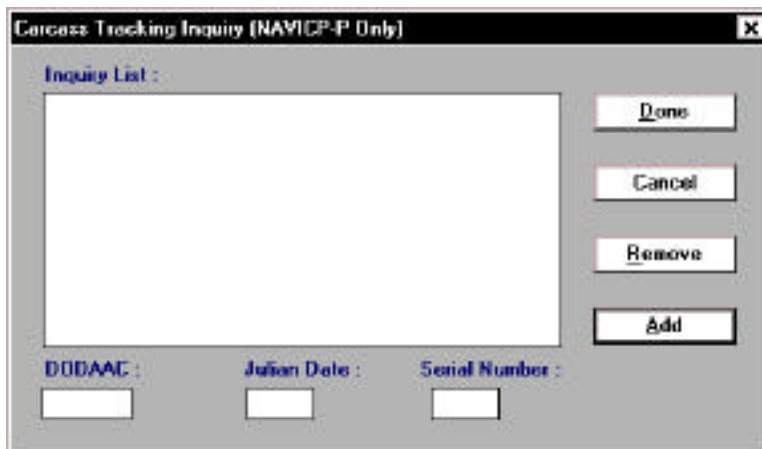 Carcass Tracking Inquiry (NAVICP-P Only)
Inquiry List :
Done
Cancel
Remove
Add
DODAAC :
Julian Date :
Serial Number :